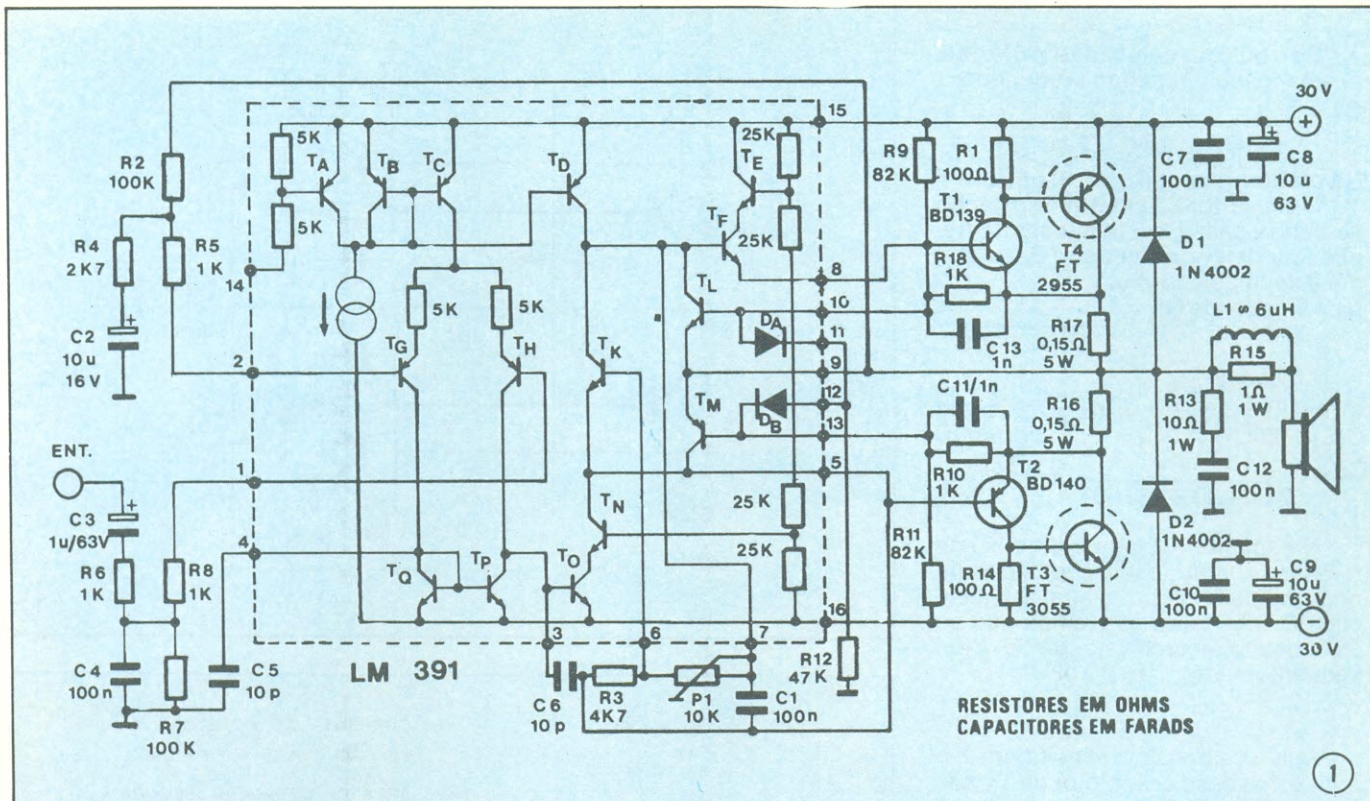 30 V
15
R2
100K
R4
2K7
R5
1K
C2
10 u
16 V
14
2
5K
5K
TA
TB
TC
TD
25K
TE
TF
25K
R9
82 K
R1
100Ω
T1
BD139
T4
FT
2955
C7
100n
C8
10 u
63 V
D1
1N4002
8
R18
1K
10
11
C13
1n
R17
0,15Ω
5 W
L1 ≈ 6uH
R15
1Ω
1W
5K
5K
TG
TH
TK
TL
DA
9
TM
DB
12
13
5
C11/1n
R16
0,15Ω
5 W
R13
10Ω
1W
C12
100n
R10
1K
T2
BD140
R11
82K
R14
100Ω
T3
FT
3055
D2
1N4002
C10
100n
C9
10 u
63 V
ENT.
C3
1u/63V
1
4
R6
1K
R8
1K
C4
100n
R7
100K
C5
10 p
TQ
TP
TO
TN
25 K
25K
16
30 V
LM 391
3
6
7
C6
10p
R3
4K7
P1
10K
C1
100n
R12
47 K
RESISTORES EM OHMS
CAPACITORES EM FARADS
1